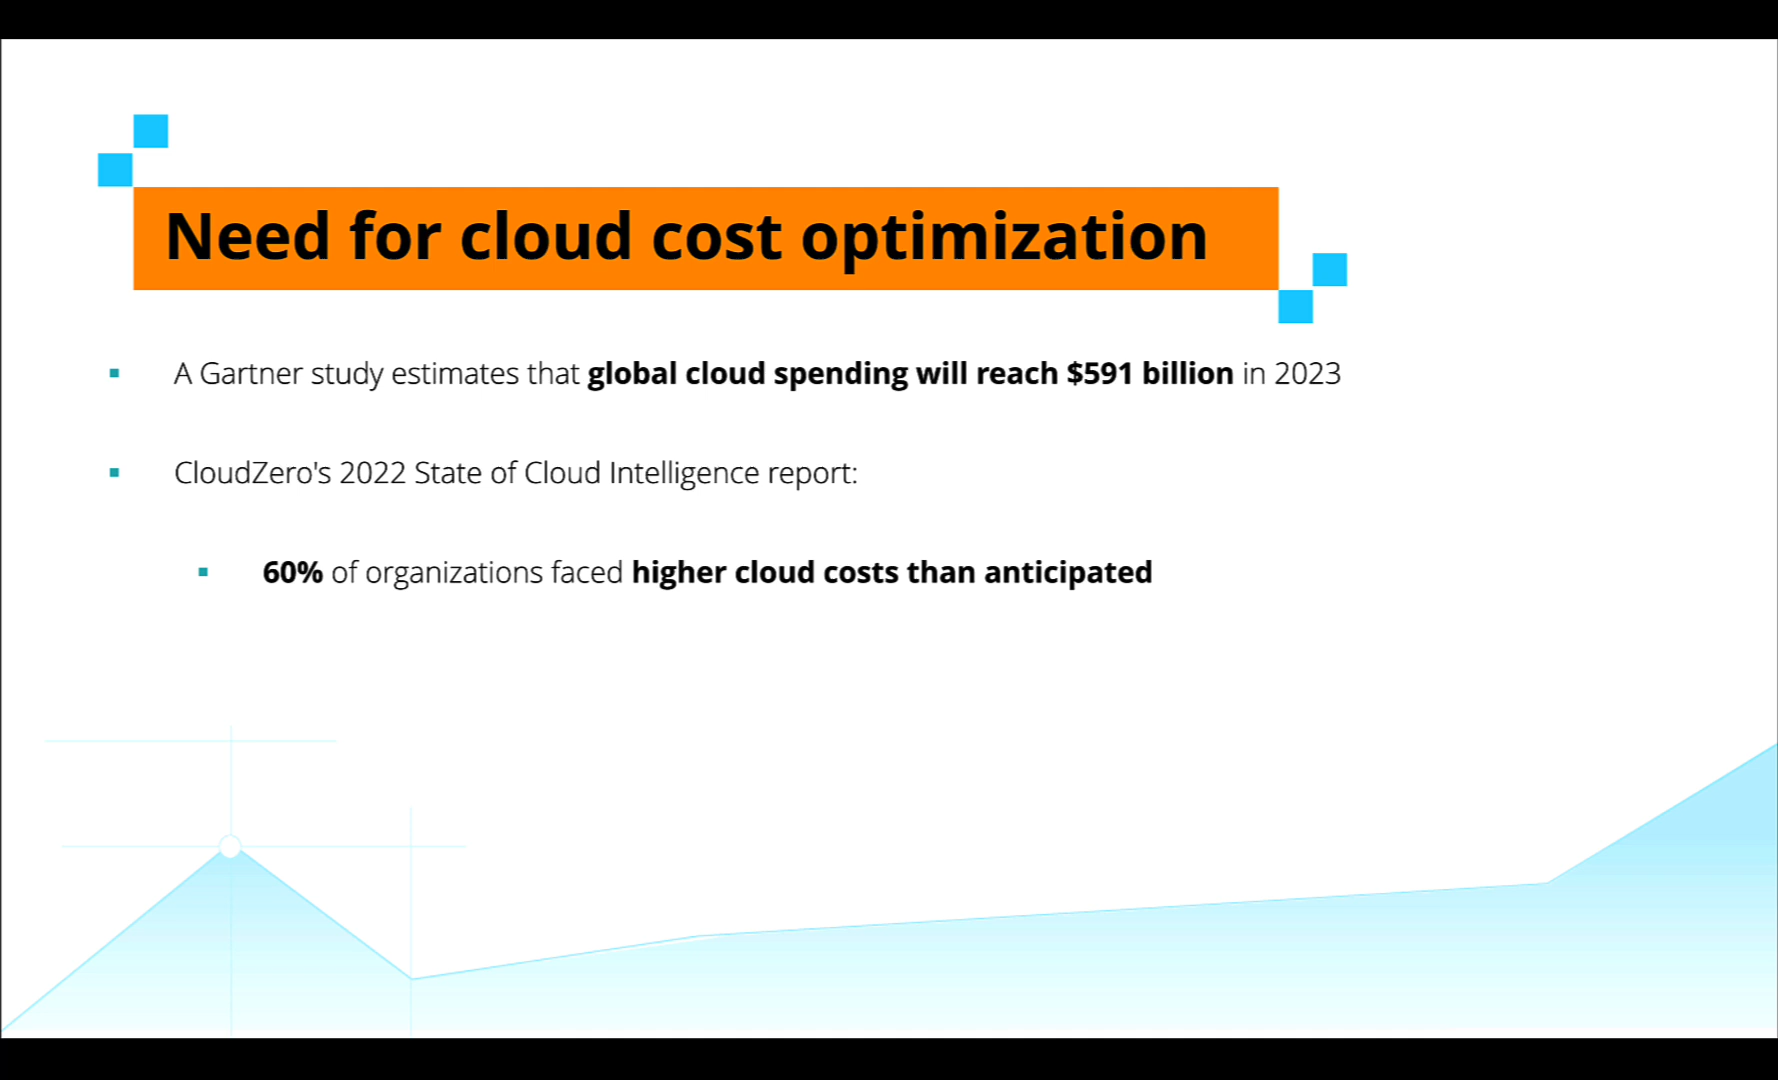 Need for cloud cost optimization
A Gartner study estimates that global cloud spending will reach $591 billion in 2023
CloudZero's 2022 State of Cloud Intelligence report:
60% of organizations faced higher cloud costs than anticipated